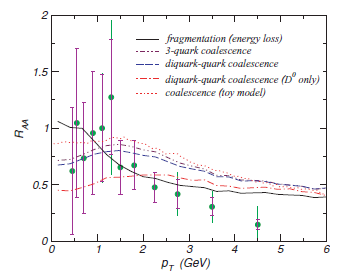 2
1.5
1
0.5
0
R_AA
fragmentation (energy loss)
3-quark coalescence
diquark-quark coalescence
diquark-quark coalescence (D^0 only)
coalescence (toy model)
0 1 2 3 4 5 6
p_T (GeV)